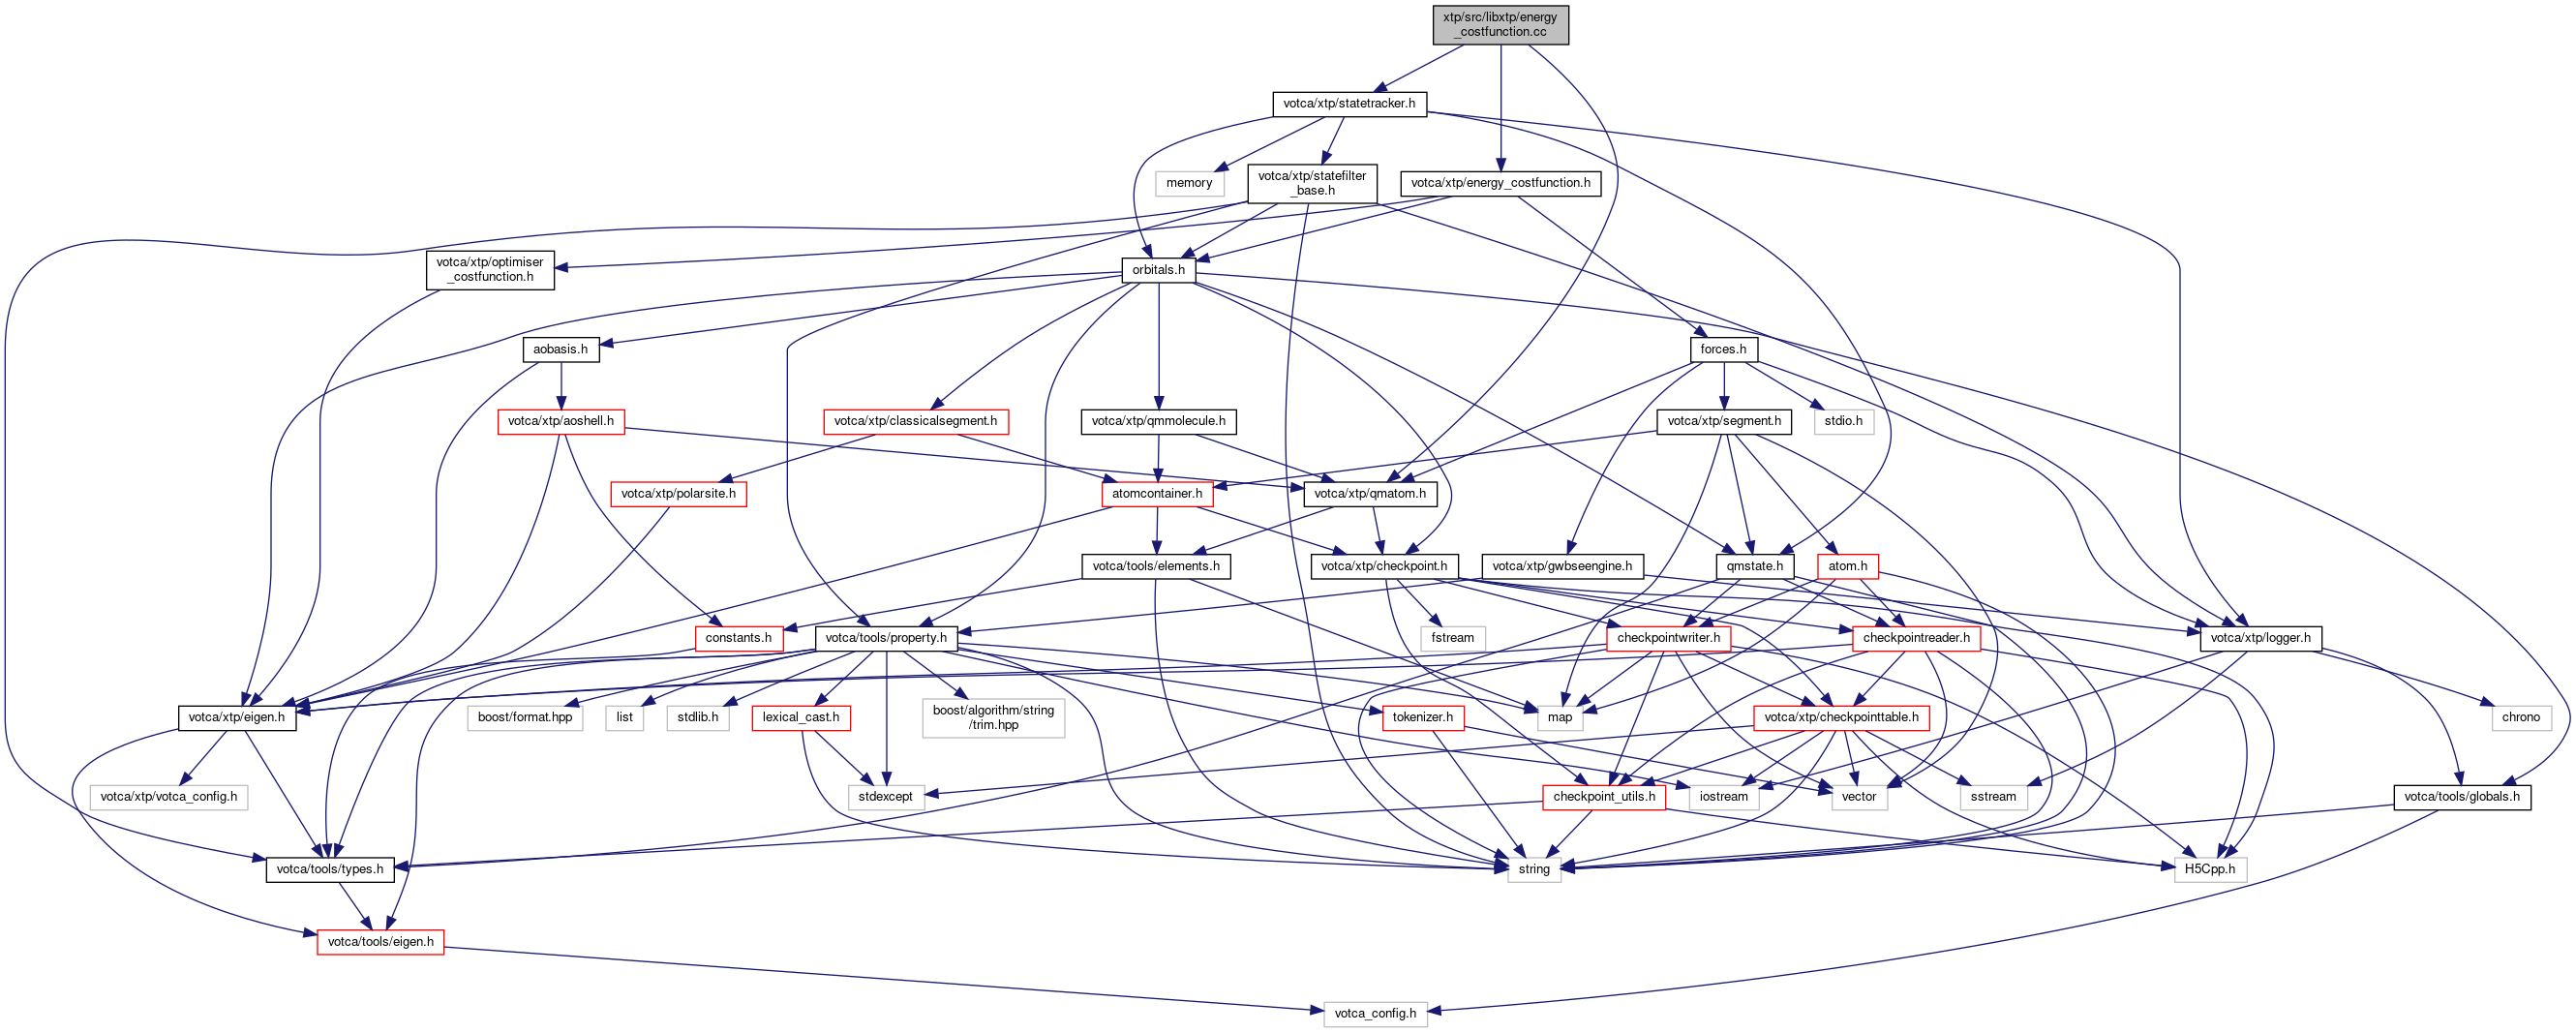 xtp/src/libxtp/energy
_costfunction.cc
votca/xtp/statetracker.h
memory
votca/xtp/statefilter
_base.h
votca/xtp/energy_costfunction.h
votca/xtp/optimiser
_costfunction.h
orbitals.h
aobasis.h
forces.h
votca/xtp/aoshell.h
votca/xtp/classicalsegment.h
votca/xtp/qmmolecule.h
votca/xtp/segment.h
stdio.h
votca/xtp/polarsite.h
atomcontainer.h
votca/xtp/qmatom.h
votca/tools/elements.h
votca/xtp/checkpoint.h
votca/xtp/gwbseengine.h
qmstate.h
atom.h
constants.h
votca/tools/property.h
fstream
checkpointwriter.h
checkpointreader.h
votca/xtp/logger.h
votca/xtp/eigen.h
boost/format.hpp
list
stdlib.h
lexical_cast.h
boost/algorithm/string
/trim.hpp
tokenizer.h
map
votca/xtp/checkpointtable.h
chrono
votca/xtp/votca_config.h
stdexcept
checkpoint_utils.h
iostream
vector
sstream
votca/tools/globals.h
votca/tools/types.h
string
H5Cpp.h
votca/tools/eigen.h
votca_config.h